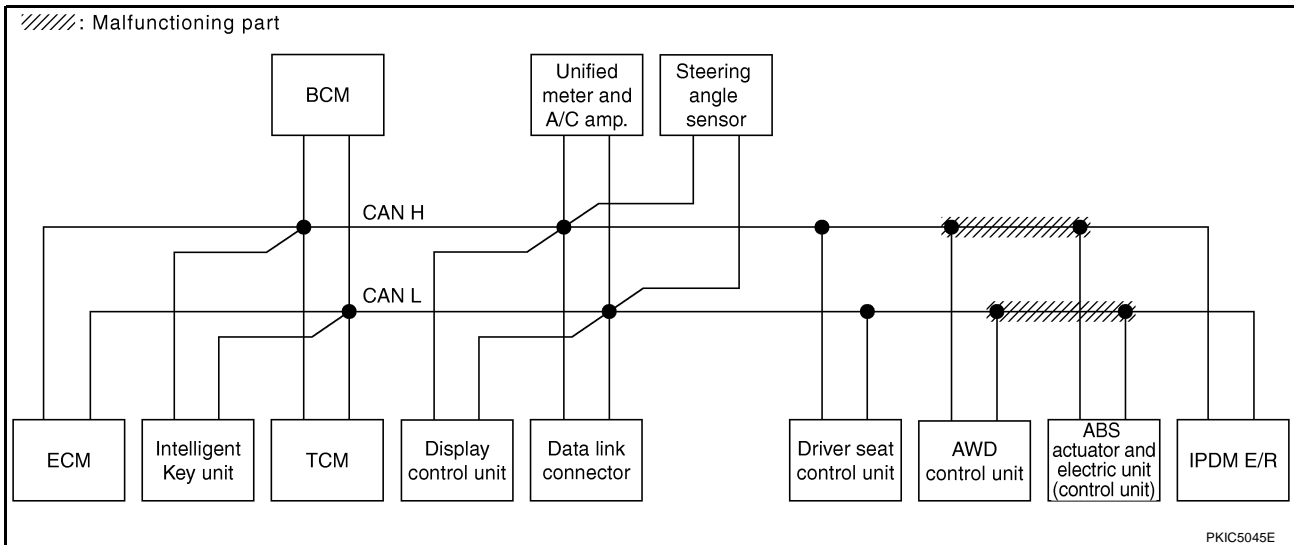 : Malfunctioning part
BCM
Unified
meter and
A/C amp.
Steering
angle
sensor
CAN H
CAN L
ECM
Intelligent
Key unit
TCM
Display
control unit
Data link
connector
Driver seat
control unit
AWD
control unit
ABS
actuator and
electric unit
(control unit)
IPDM E/R
PKIC5045E